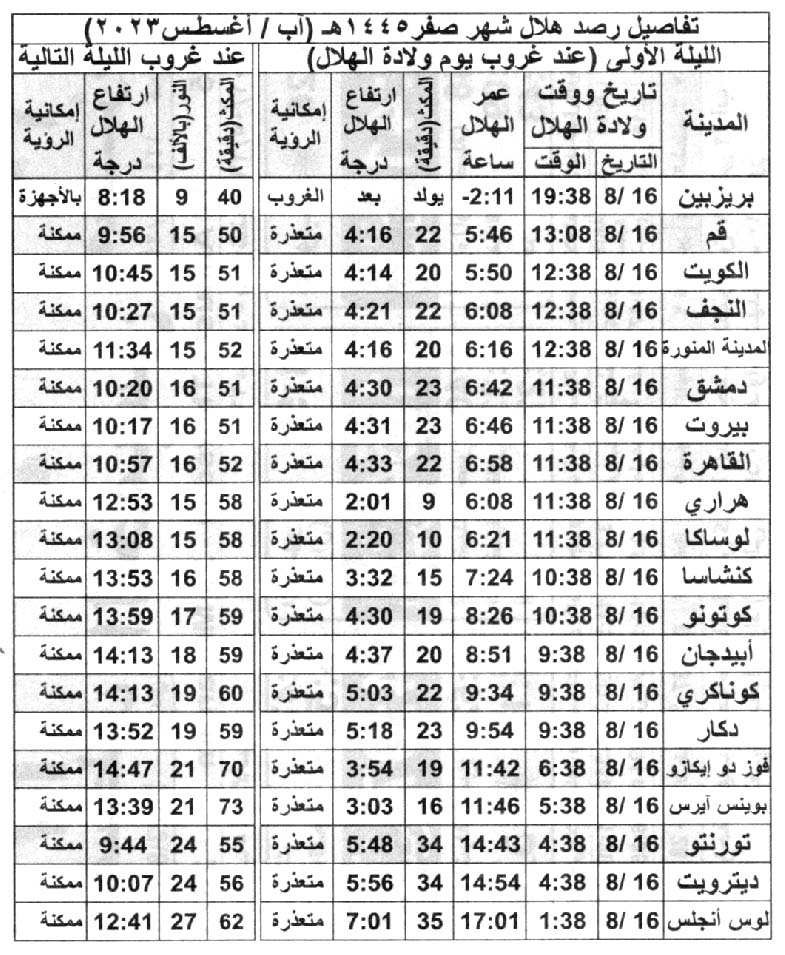 تفاصيل رصد هلال شهر صفر١٤٤٥هـ (آب / أغسطس٢٠٢٣)
الليلة الأولى (عند غروب يوم ولادة الهلال) عند غروب الليلة التالية
المدينة تاريخ ووقت ولادة الهلال التاريخ الوقت عمر الهلال ساعة المكث(دقيقة) ارتفاع الهلال درجة إمكانية الرؤية المكث(دقيقة) النور(بالألف) ارتفاع الهلال درجة إمكانية الرؤية
بريزبين 8/ 16 19:38 -2:11 يولد بعد الغروب 40 9 8:18 بالأجهزة
قم 8/ 16 13:08 5:46 22 4:16 متعذرة 50 15 9:56 ممكنة
الكويت 8/ 16 12:38 5:50 20 4:14 متعذرة 51 15 10:45 ممكنة
النجف 8/ 16 12:38 6:08 22 4:21 متعذرة 51 15 10:27 ممكنة
المدينة المنورة 8/ 16 12:38 6:16 20 4:16 متعذرة 52 15 11:34 ممكنة
دمشق 8/ 16 11:38 6:42 23 4:30 متعذرة 51 16 10:20 ممكنة
بيروت 8/ 16 11:38 6:46 23 4:31 متعذرة 51 16 10:17 ممكنة
القاهرة 8/ 16 11:38 6:58 22 4:33 متعذرة 52 16 10:57 ممكنة
هراري 8/ 16 11:38 6:08 9 2:01 متعذرة 58 15 12:53 ممكنة
لوساكا 8/ 16 11:38 6:21 10 2:20 متعذرة 58 15 13:08 ممكنة
كنشاسا 8/ 16 10:38 7:24 15 3:32 متعذرة 58 16 13:53 ممكنة
كوتونو 8/ 16 10:38 8:26 19 4:30 متعذرة 59 17 13:59 ممكنة
أبيدجان 8/ 16 9:38 8:51 20 4:37 متعذرة 59 18 14:13 ممكنة
كوناكري 8/ 16 9:38 9:34 22 5:03 متعذرة 60 19 14:13 ممكنة
دكار 8/ 16 9:38 9:54 23 5:18 متعذرة 59 19 13:52 ممكنة
فوز دو إيكازو 8/ 16 6:38 11:42 19 3:54 متعذرة 70 21 14:47 ممكنة
بوينس آيرس 8/ 16 5:38 11:46 16 3:03 متعذرة 73 21 13:39 ممكنة
تورنتو 8/ 16 4:38 14:43 34 5:48 متعذرة 55 24 9:44 ممكنة
ديترويت 8/ 16 4:38 14:54 34 5:56 متعذرة 56 24 10:07 ممكنة
لوس أنجلس 8/ 16 1:38 17:01 35 7:01 متعذرة 62 27 12:41 ممكنة